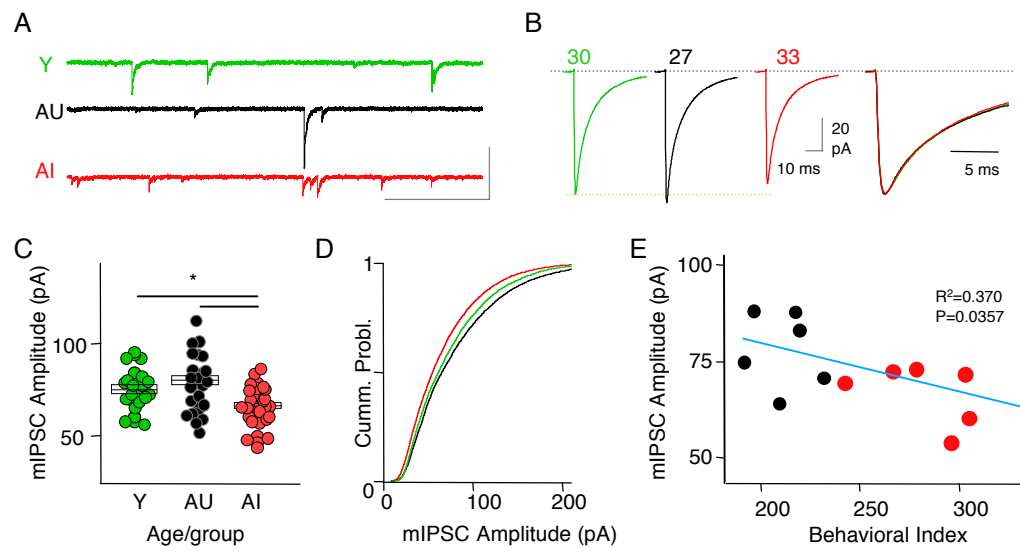 A
Y
AU
AI
B
30
27
33
20
pA
10 ms
5 ms
C
mIPSC Amplitude (pA)
100
50
*
Y
AU
AI
Age/group
D
Cumm. Probl.
1
0
0
100
200
mIPSC Amplitude (pA)
E
mIPSC Amplitude (pA)
100
75
50
R²=0.370
P=0.0357
200
250
300
Behavioral Index